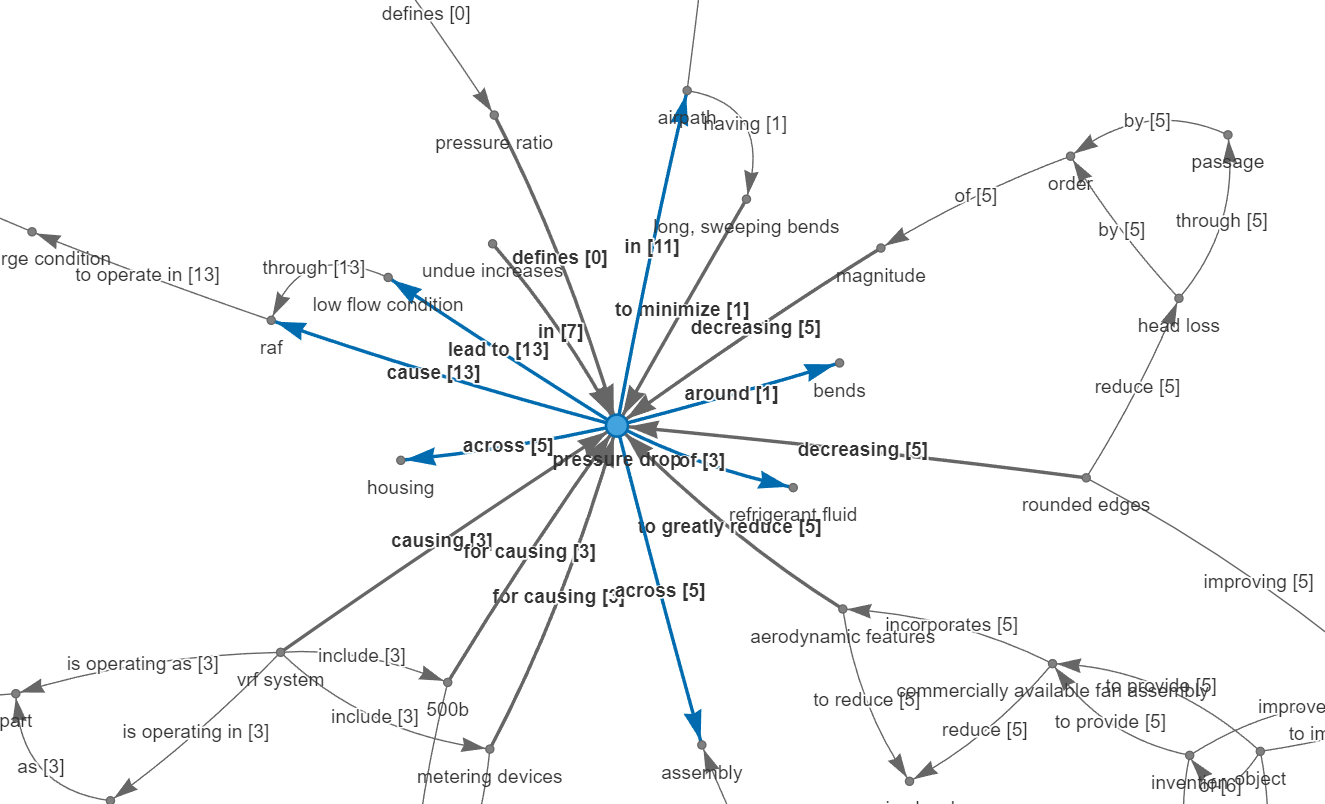 defines [0]
airpath
having [1]
by [5]
pressure ratio
passage
order
of [5]
through [5]
long, sweeping bends
by [5]
in [11]
defines [0]
rge condition
to operate in [13]
through [13]
undue increases
magnitude
low flow condition
to minimize [1]
decreasing [5]
head loss
in [7]
raf
lead to [13]
cause [13]
reduce [5]
around [1]
bends
across [5]
decreasing [5]
pressure drop
of [3]
housing
refrigerant fluid
rounded edges
to greatly reduce [5]
causing [3]
for causing [3]
improving [5]
for causing [3]
across [5]
incorporates [5]
aerodynamic features
is operating as [3]
include [3]
vrf system
to provide [5]
commercially available fan assembly
to reduce [5]
500b
improve
part
include [3]
to provide [5]
is operating in [3]
reduce [5]
to im
as [3]
metering devices
assembly
invention
object
of [6]